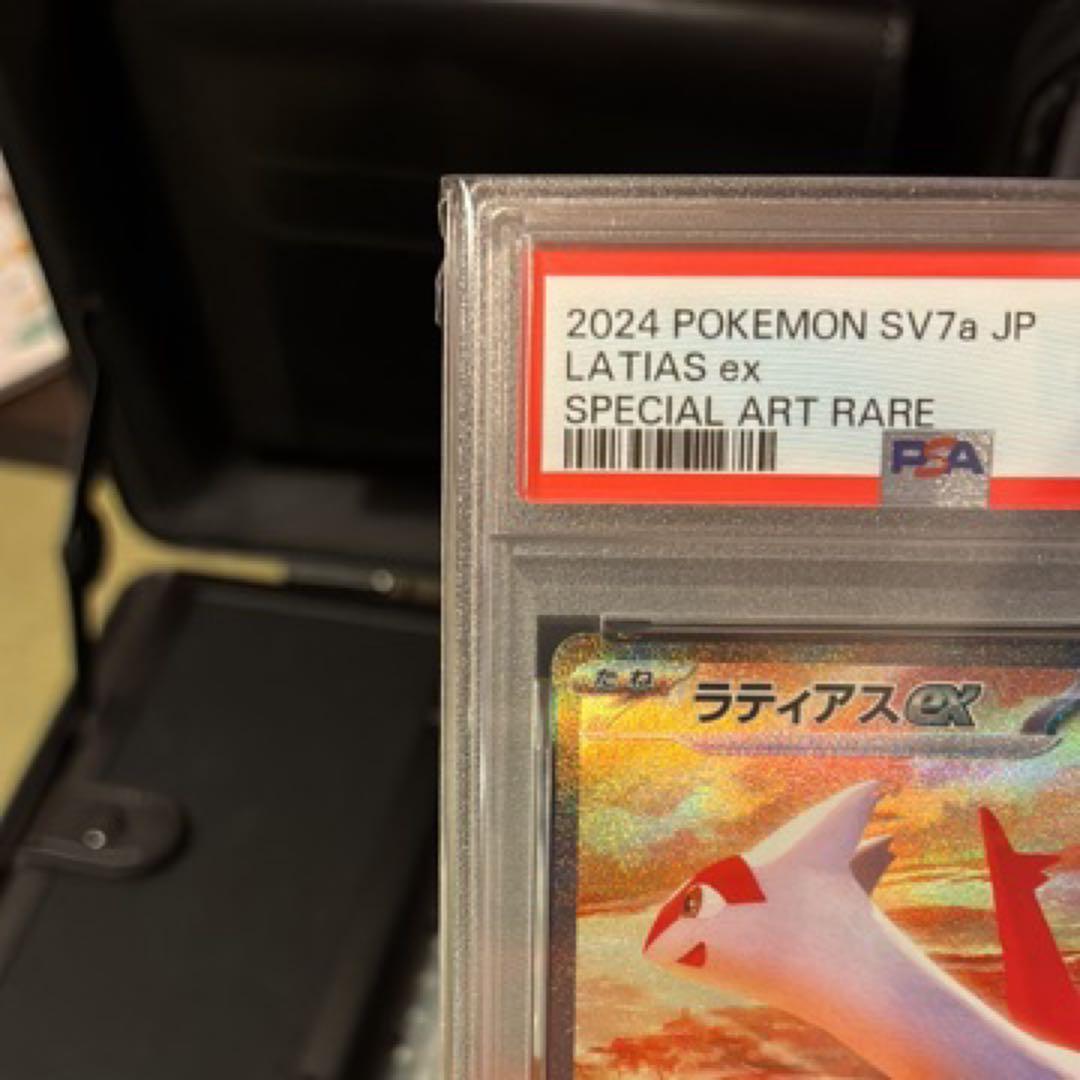 2024 POKEMON SV7a JP
LATIAS ex
SPECIAL ART RARE
PSA
たね
ラティアスex